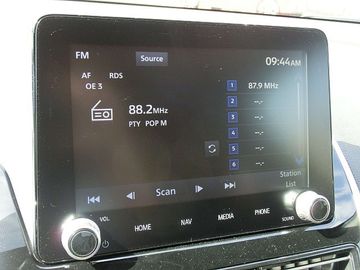 FM Source 09:44AM
AF RDS
OE 3
88.2MHz
PTY POP M
1 87.9 MHz
2 --.-
3 --.-
4 --.-
5 --.-
6 --.-
Scan
Station
List
VOL HOME NAV MEDIA PHONE SOUND